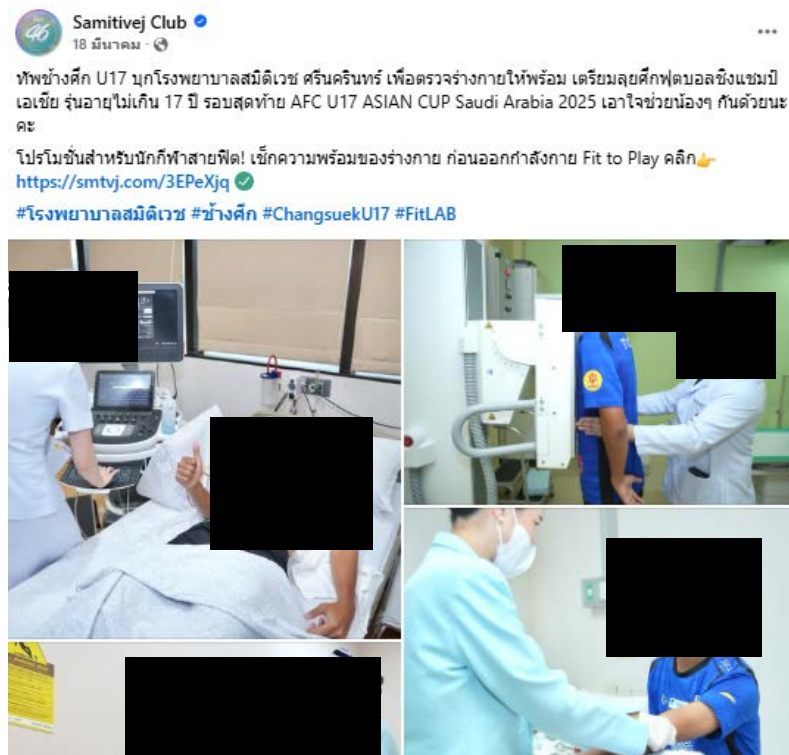 Samitivej Club
18 มีนาคม ·
ทัพช้างศึก U17 บุกโรงพยาบาลสมิติเวช ศรีนครินทร์ เพื่อตรวจร่างกายให้พร้อม เตรียมลุยศึกฟุตบอลชิงแชมป์
เอเชีย รุ่นอายุไม่เกิน 17 ปี รอบสุดท้าย AFC U17 ASIAN CUP Saudi Arabia 2025 เอาใจช่วยน้องๆ กันด้วยนะ
คะ
โปรโมชั่นสำหรับนักกีฬาสายฟิต! เช็กความพร้อมของร่างกาย ก่อนออกกำลังกาย Fit to Play คลิก👉
https://smtvj.com/3EPeXjq
#โรงพยาบาลสมิติเวช #ช้างศึก #ChangsuekU17 #FitLAB